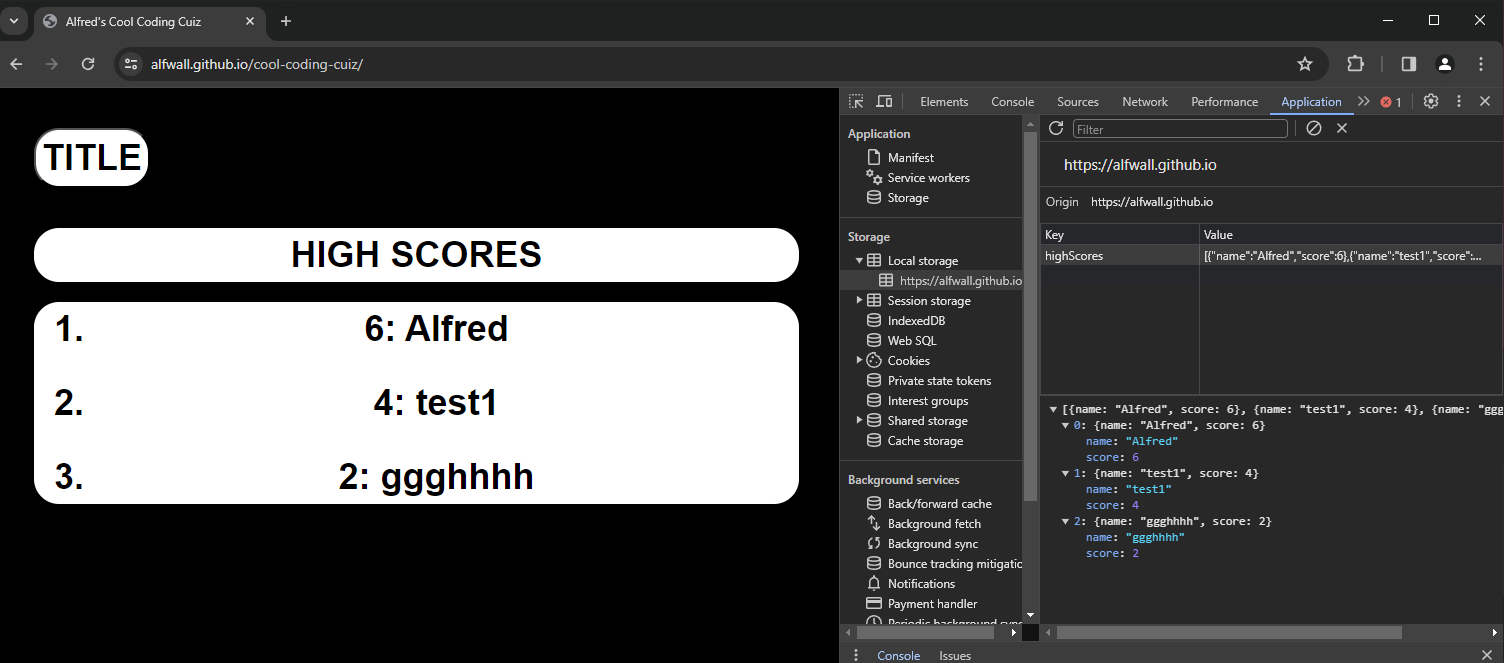 Alfred's Cool Coding Cuiz
alfwall.github.io/cool-coding-cuiz/
TITLE
HIGH SCORES
1. 6: Alfred
2. 4: test1
3. 2: ggghhhh
Elements Console Sources Network Performance Application 1
Application
Manifest
Service workers
Storage
Storage
Local storage
https://alfwall.github.io
Session storage
IndexedDB
Web SQL
Cookies
Private state tokens
Interest groups
Shared storage
Cache storage
Background services
Back/forward cache
Background fetch
Background sync
Bounce tracking mitigatio
Notifications
Payment handler
Periodic background sync
Filter
https://alfwall.github.io
Origin https://alfwall.github.io
Key Value
highScores [{"name":"Alfred","score":6},{"name":"test1","score":...
[{name: "Alfred", score: 6}, {name: "test1", score: 4}, {name: "ggg
0: {name: "Alfred", score: 6}
name: "Alfred"
score: 6
1: {name: "test1", score: 4}
name: "test1"
score: 4
2: {name: "ggghhhh", score: 2}
name: "ggghhhh"
score: 2
Console Issues